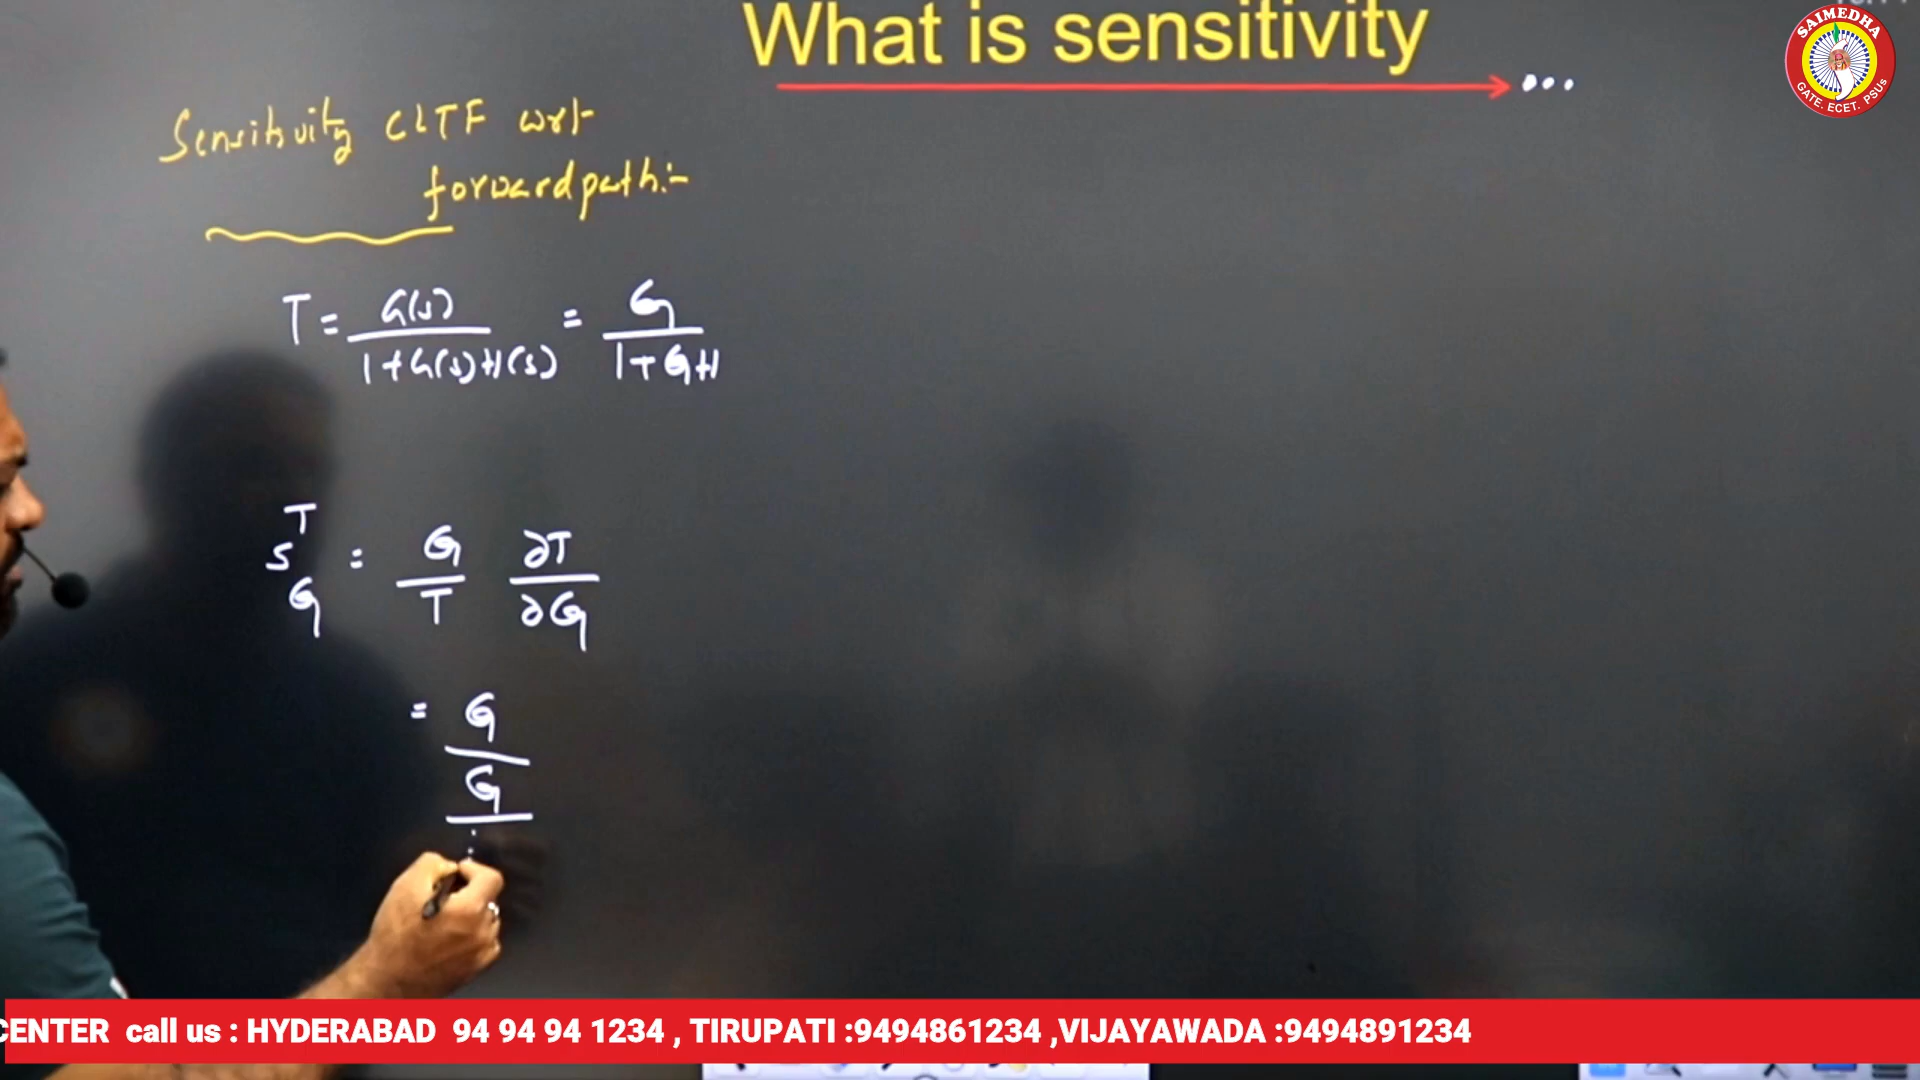 What is sensitivity
SAIMEDHA
GATE. ECET. PSUs
Sensitivity CLTF wrt
forward path:-
T = G(s) / 1+G(s)H(s) = G / 1+GH
S T G = G / T ∂T / ∂G
= G / G
CENTER call us : HYDERABAD 94 94 94 1234 , TIRUPATI :9494861234 ,VIJAYAWADA :9494891234